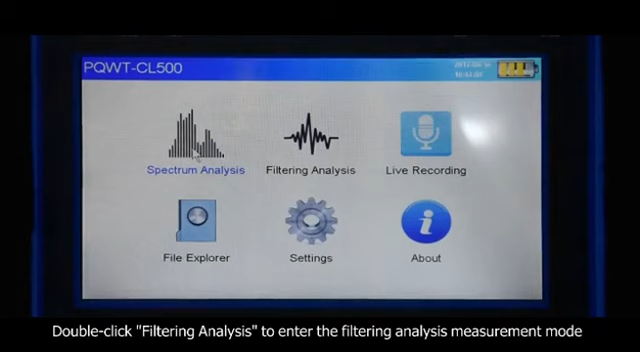 PQWT-CL500
Spectrum Analysis
Filtering Analysis
Live Recording
File Explorer
Settings
About
Double-click "Filtering Analysis" to enter the filtering analysis measurement mode